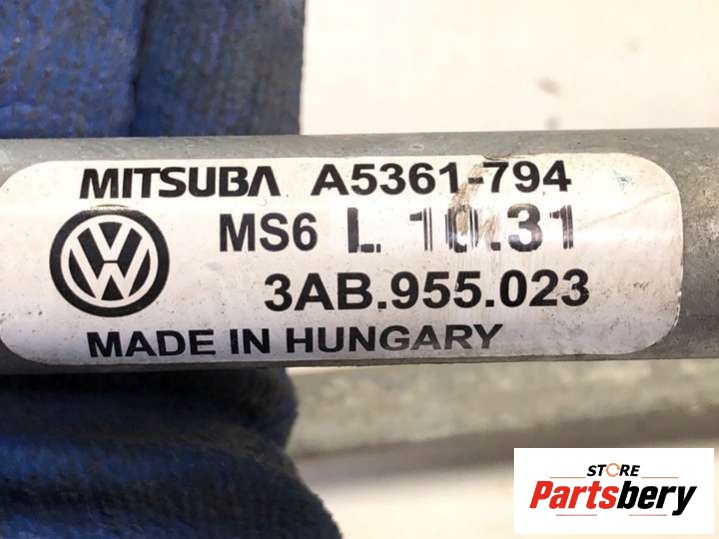 MITSUBA A5361-794
MS6 L 10.31
3AB.955.023
MADE IN HUNGARY
STORE
Partsbery